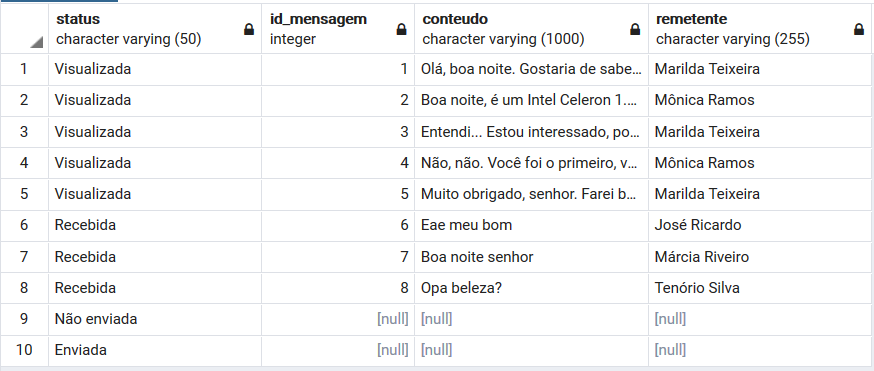 status id_mensagem conteudo remetente
character varying (50) integer character varying (1000) character varying (255)
1 Visualizada 1 Olá, boa noite. Gostaria de sabe... Marilda Teixeira
2 Visualizada 2 Boa noite, é um Intel Celeron 1.... Mônica Ramos
3 Visualizada 3 Entendi... Estou interessado, po... Marilda Teixeira
4 Visualizada 4 Não, não. Você foi o primeiro, v... Mônica Ramos
5 Visualizada 5 Muito obrigado, senhor. Farei b... Marilda Teixeira
6 Recebida 6 Eae meu bom José Ricardo
7 Recebida 7 Boa noite senhor Márcia Riveiro
8 Recebida 8 Opa beleza? Tenório Silva
9 Não enviada [null] [null] [null]
10 Enviada [null] [null] [null]